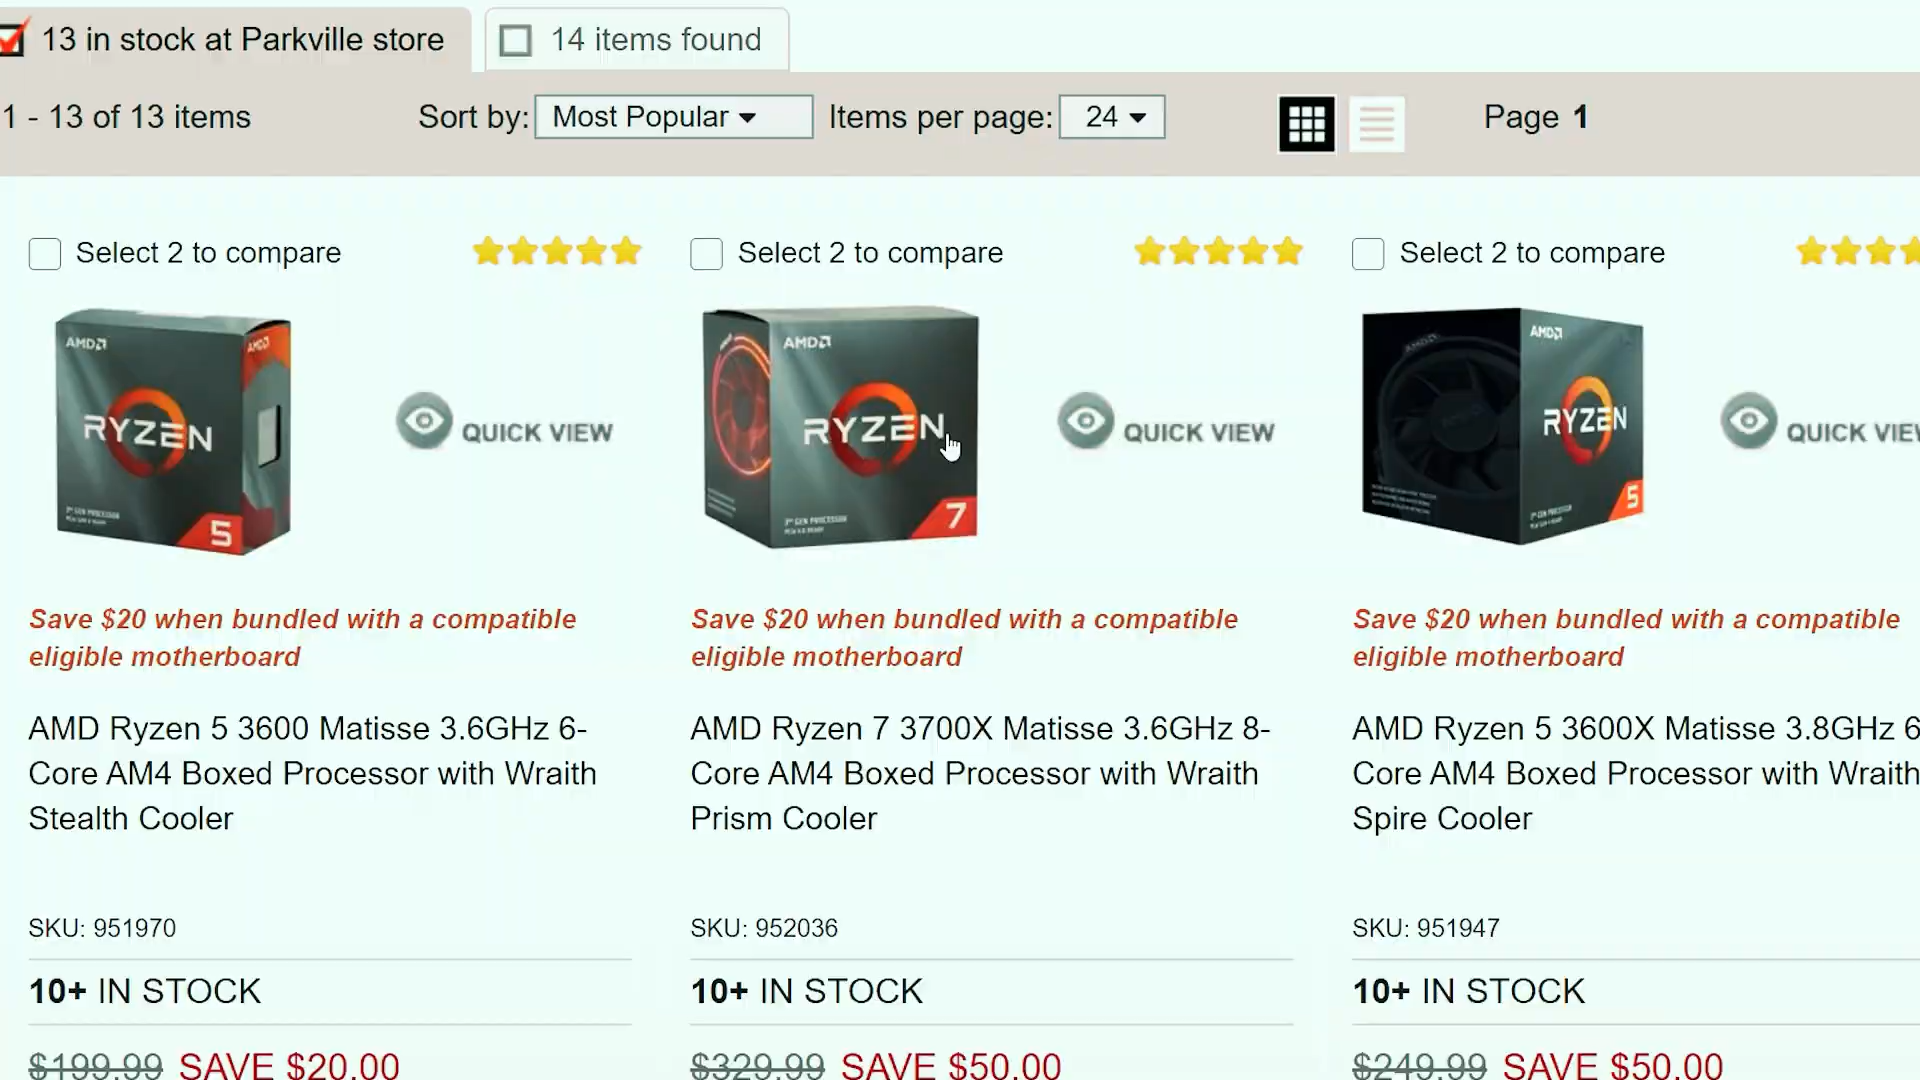 13 in stock at Parkville store
14 items found
1 - 13 of 13 items
Sort by:
Most Popular
Items per page:
24
Page 1
Select 2 to compare
AMD
AMD
RYZEN
5
QUICK VIEW
Save $20 when bundled with a compatible
eligible motherboard
AMD Ryzen 5 3600 Matisse 3.6GHz 6-
Core AM4 Boxed Processor with Wraith
Stealth Cooler
SKU: 951970
10+ IN STOCK
$199.99 SAVE $20.00
Select 2 to compare
AMD
RYZEN
3rd GEN PROCESSOR
7
QUICK VIEW
Save $20 when bundled with a compatible
eligible motherboard
AMD Ryzen 7 3700X Matisse 3.6GHz 8-
Core AM4 Boxed Processor with Wraith
Prism Cooler
SKU: 952036
10+ IN STOCK
$329.99 SAVE $50.00
Select 2 to compare
AMD
RYZEN
5
QUICK VIEW
Save $20 when bundled with a compatible
eligible motherboard
AMD Ryzen 5 3600X Matisse 3.8GHz 6
Core AM4 Boxed Processor with Wraith
Spire Cooler
SKU: 951947
10+ IN STOCK
$249.99 SAVE $50.00